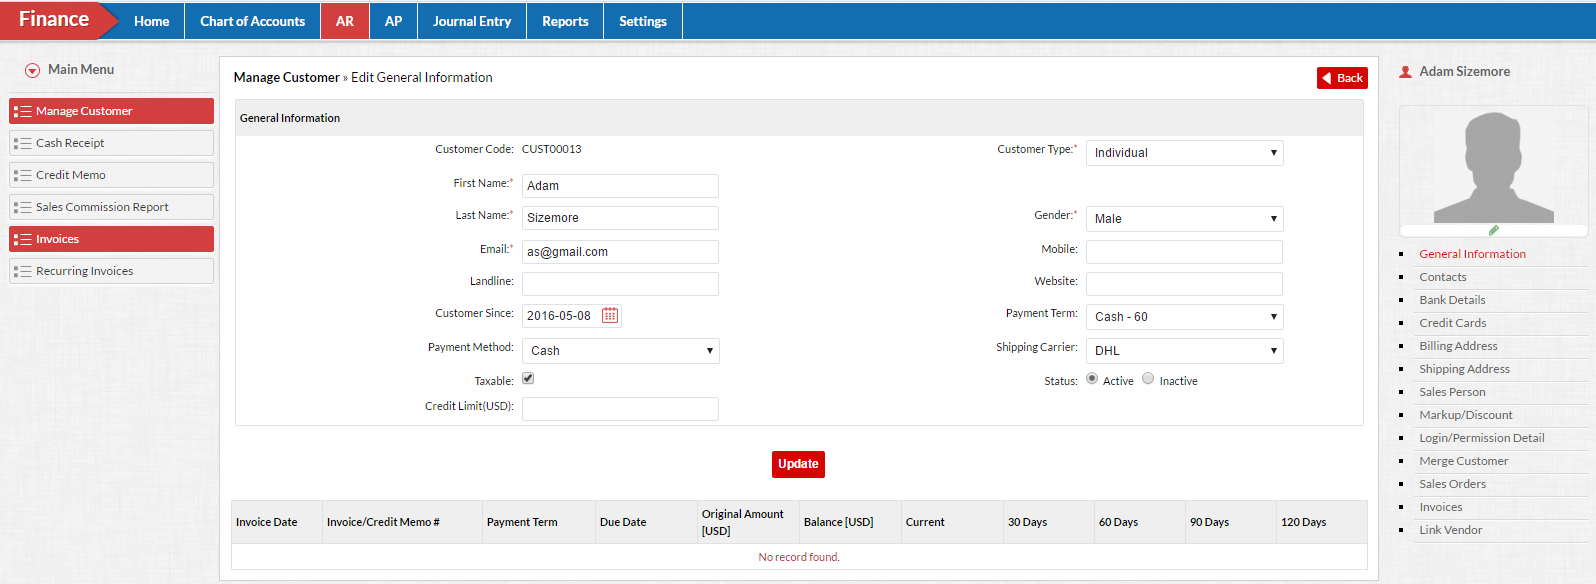 Finance Home Chart of Accounts AR AP Journal Entry Reports Settings
Main Menu
Manage Customer
Cash Receipt
Credit Memo
Sales Commission Report
Invoices
Recurring Invoices
Manage Customer » Edit General Information
Back
General Information
Customer Code: CUST00013
Customer Type:* Individual
First Name:* Adam
Last Name:* Sizemore
Gender:* Male
Email:* as@gmail.com
Mobile:
Landline:
Website:
Customer Since: 2016-05-08
Payment Term: Cash - 60
Payment Method: Cash
Shipping Carrier: DHL
Taxable:
Status: Active Inactive
Credit Limit(USD):
Update
Invoice Date Invoice/Credit Memo # Payment Term Due Date Original Amount [USD] Balance [USD] Current 30 Days 60 Days 90 Days 120 Days
No record found.
Adam Sizemore
General Information
Contacts
Bank Details
Credit Cards
Billing Address
Shipping Address
Sales Person
Markup/Discount
Login/Permission Detail
Merge Customer
Sales Orders
Invoices
Link Vendor